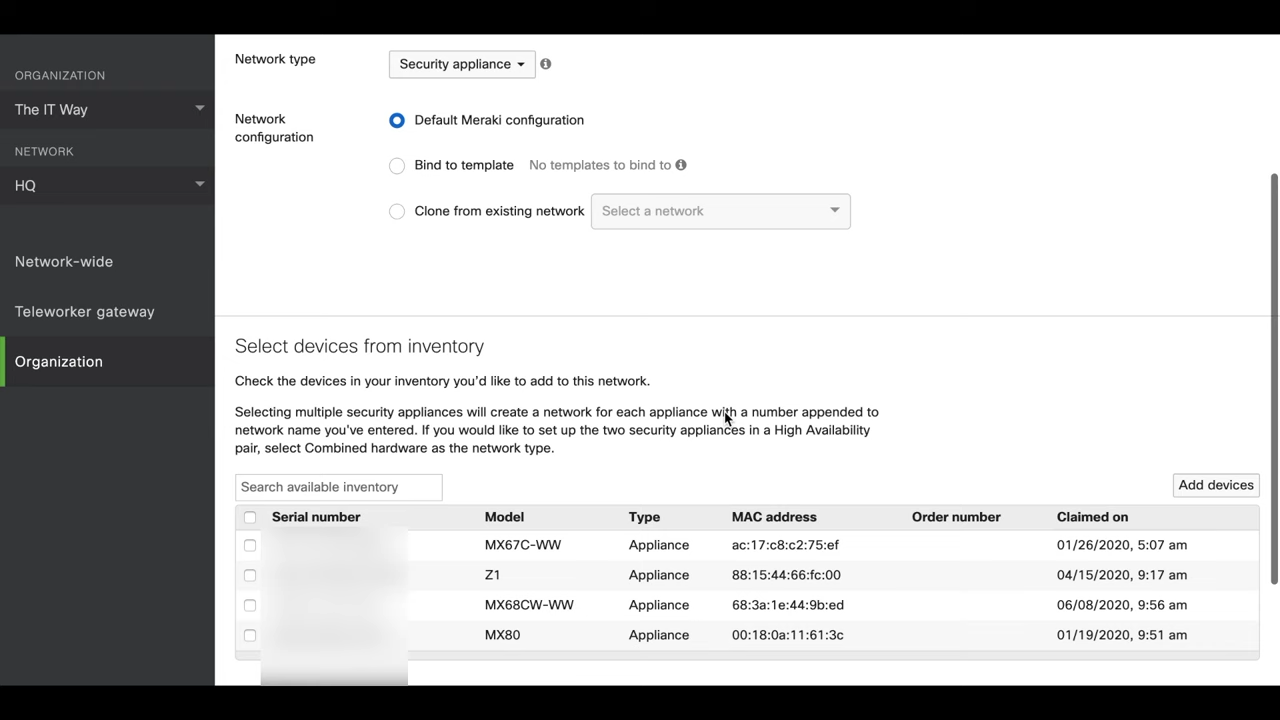 ORGANIZATION
The IT Way
NETWORK
HQ
Network-wide
Teleworker gateway
Organization
Network type
Security appliance
Network
configuration
Default Meraki configuration
Bind to template No templates to bind to
Clone from existing network Select a network
Select devices from inventory
Check the devices in your inventory you'd like to add to this network.
Selecting multiple security appliances will create a network for each appliance with a number appended to
network name you've entered. If you would like to set up the two security appliances in a High Availability
pair, select Combined hardware as the network type.
Search available inventory
Add devices
Serial number Model Type MAC address Order number Claimed on
MX67C-WW Appliance ac:17:c8:c2:75:ef 01/26/2020, 5:07 am
Z1 Appliance 88:15:44:66:fc:00 04/15/2020, 9:17 am
MX68CW-WW Appliance 68:3a:1e:44:9b:ed 06/08/2020, 9:56 am
MX80 Appliance 00:18:0a:11:61:3c 01/19/2020, 9:51 am